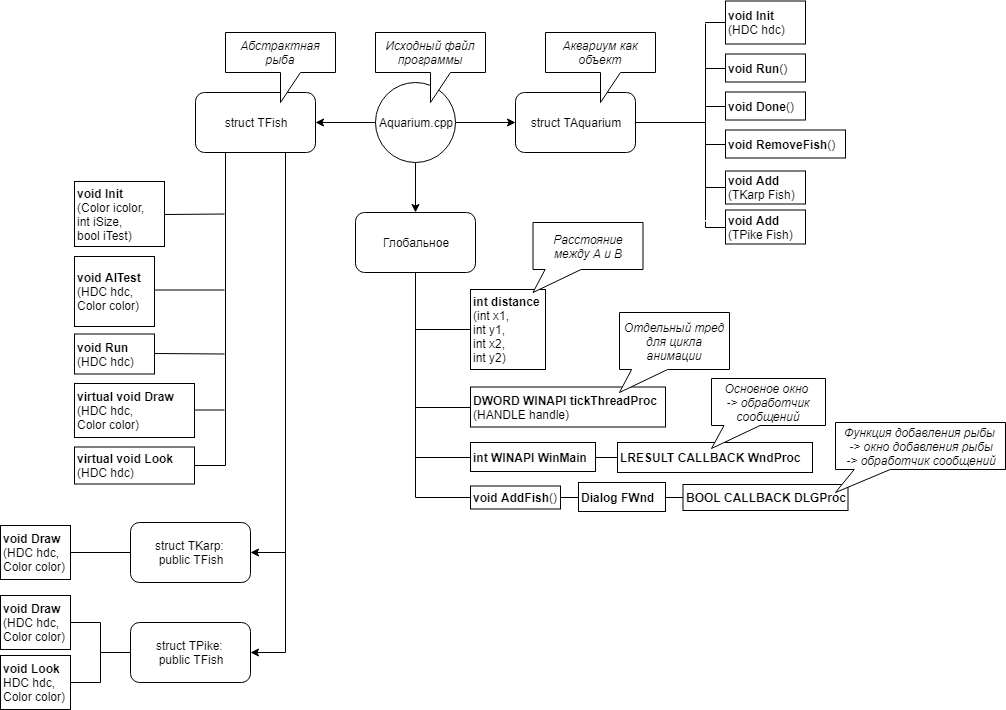 Абстрактная
рыба
struct TFish
Исходный файл
программы
Aquarium.cpp
Аквариум как
объект
struct TAquarium
void Init
(HDC hdc)
void Run()
void Done()
void RemoveFish()
void Add
(TKarp Fish)
void Add
(TPike Fish)
void Init
(Color icolor,
int iSize,
bool iTest)
void AITest
(HDC hdc,
Color color)
void Run
(HDC hdc)
virtual void Draw
(HDC hdc,
Color color)
virtual void Look
(HDC hdc)
Глобальное
Расстояние
между А и В
int distance
(int x1,
int y1,
int x2,
int y2)
Отдельный тред
для цикла
анимации
DWORD WINAPI tickThreadProc
(HANDLE handle)
Основное окно
-> обработчик
сообщений
int WINAPI WinMain
LRESULT CALLBACK WndProc
Функция добавления рыбы
-> окно добавления рыбы
-> обработчик сообщений
void AddFish()
Dialog FWnd
BOOL CALLBACK DLGProc
void Draw
(HDC hdc,
Color color)
struct TKarp:
public TFish
void Draw
(HDC hdc,
Color color)
void Look
HDC hdc,
Color color)
struct TPike:
public TFish